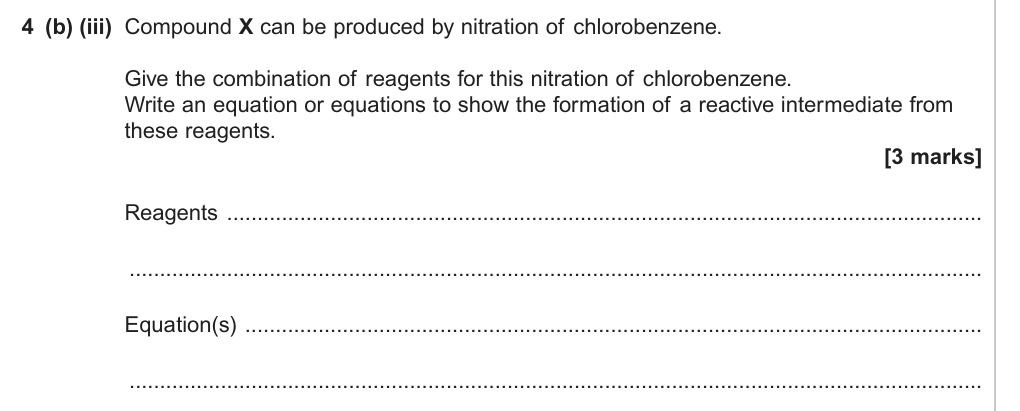 4 (b) (iii) Compound X can be produced by nitration of chlorobenzene.
Give the combination of reagents for this nitration of chlorobenzene.
Write an equation or equations to show the formation of a reactive intermediate from
these reagents.
[3 marks]
Reagents ..............................................................................................................................
..............................................................................................................................................
Equation(s) ...........................................................................................................................
..............................................................................................................................................